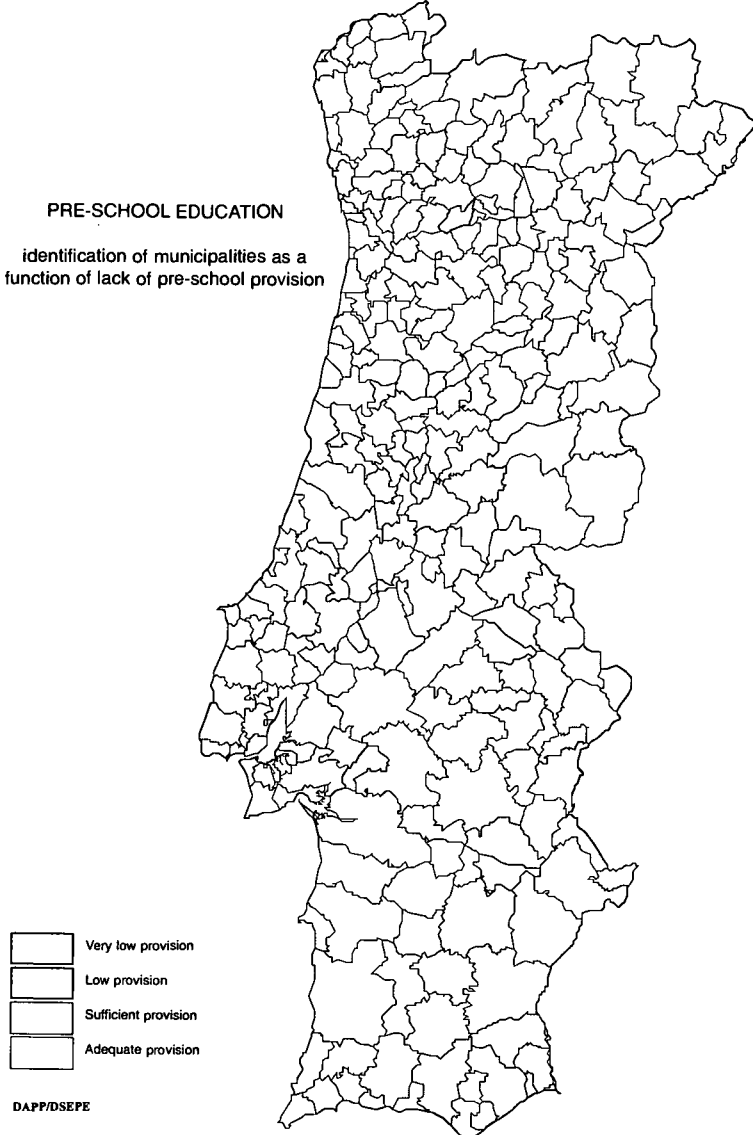 PRE-SCHOOL EDUCATION
identification of municipalities as a
function of lack of pre-school provision
Very low provision
Low provision
Sufficient provision
Adequate provision
DAPP/DSEPE